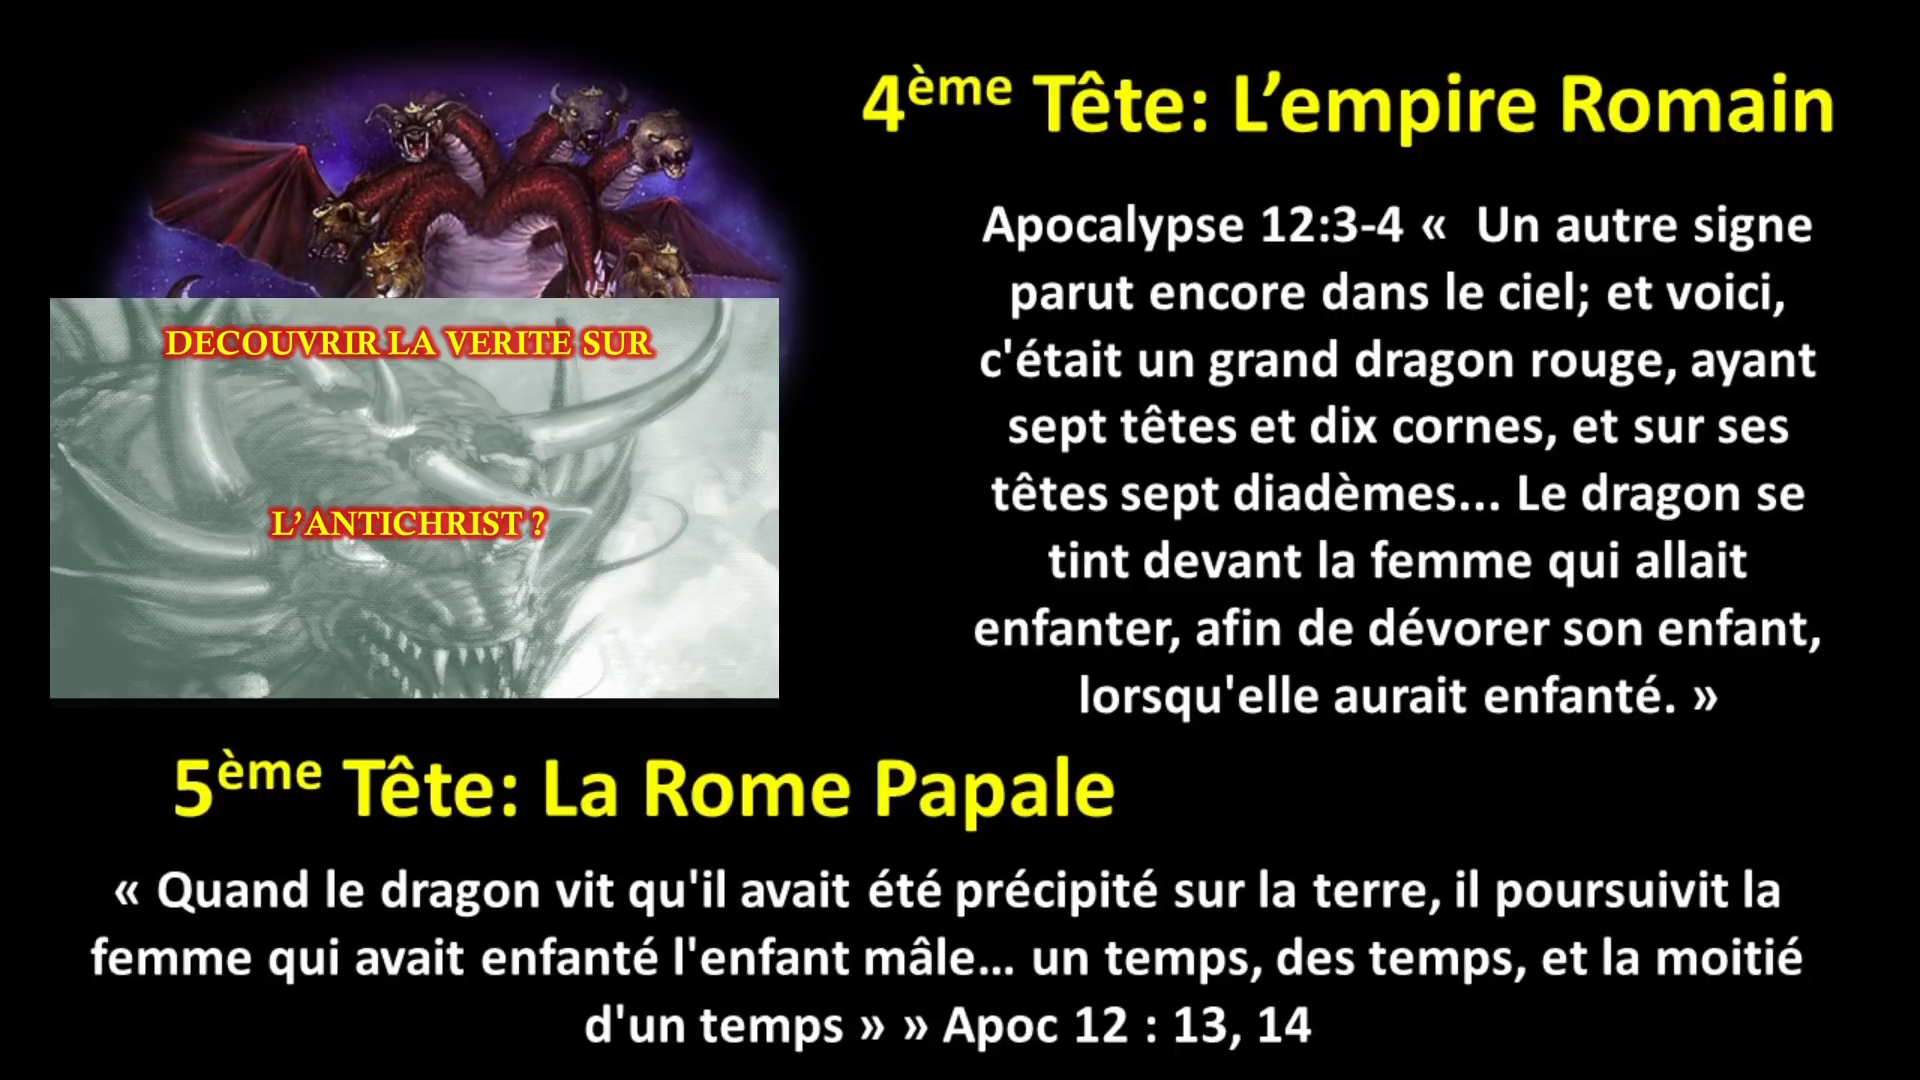 4ème Tête: L’empire Romain
Apocalypse 12:3-4 «  Un autre signe
parut encore dans le ciel; et voici,
c'était un grand dragon rouge, ayant
sept têtes et dix cornes, et sur ses
têtes sept diadèmes... Le dragon se
tint devant la femme qui allait
enfanter, afin de dévorer son enfant,
lorsqu'elle aurait enfanté. »
DECOUVRIR LA VERITE SUR
L’ANTICHRIST ?
5ème Tête: La Rome Papale
« Quand le dragon vit qu'il avait été précipité sur la terre, il poursuivit la
femme qui avait enfanté l'enfant mâle… un temps, des temps, et la moitié
d'un temps » » Apoc 12 : 13, 14